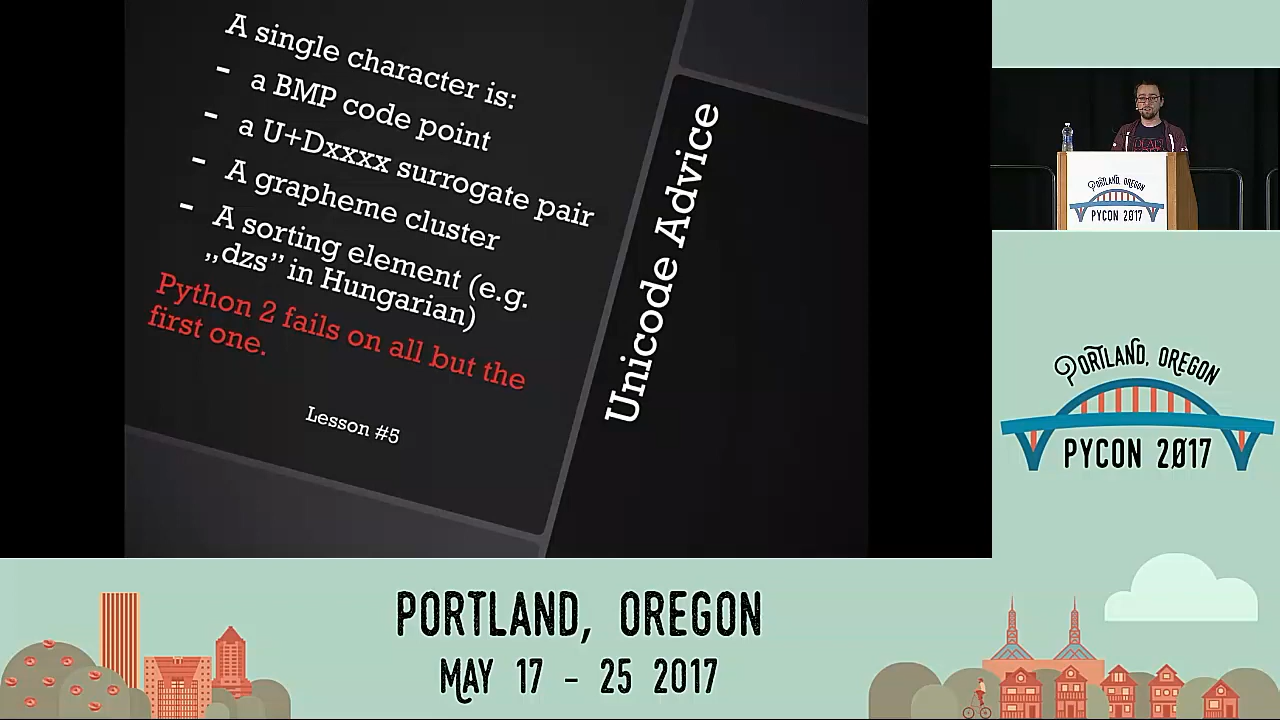 A single character is:
- a BMP code point
- a U+Dxxxx surrogate pair
- A grapheme cluster
- A sorting element (e.g.
„dzs” in Hungarian)
Python 2 fails on all but the
first one.
Lesson #5
Unicode Advice
PORTLAND, OREGON
PYCON 2017
PORTLAND, OREGON
PYCON 2017
PORTLAND, OREGON
MAY 17 - 25 2017